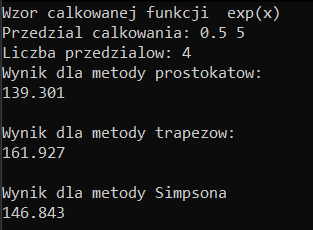 Wzor calkowanej funkcji  exp(x)
Przedzial calkowania: 0.5 5
Liczba przedzialow: 4
Wynik dla metody prostokatow:
139.301
Wynik dla metody trapezow:
161.927
Wynik dla metody Simpsona
146.843